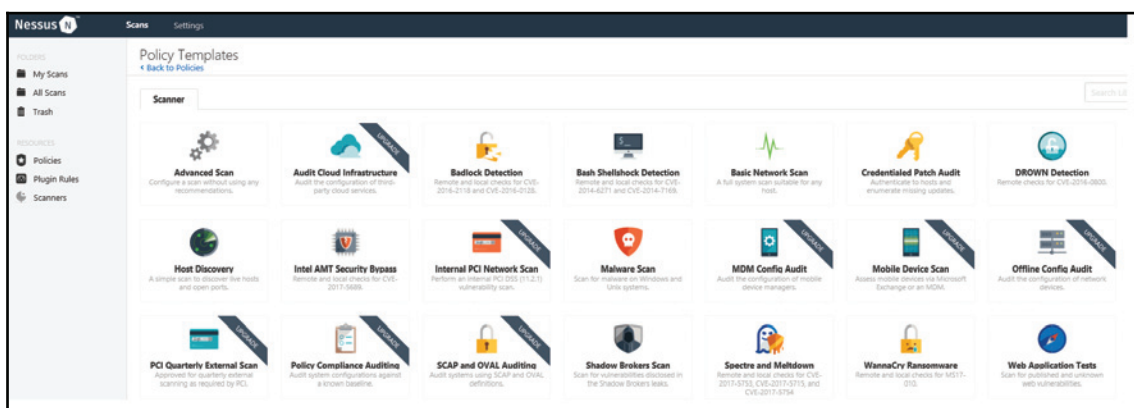 Nessus N
Scans Settings
FOLDERS
My Scans
All Scans
Trash
RESOURCES
Policies
Plugin Rules
Scanners
Policy Templates
Back to Policies
Scanner
Search Li
UPGRADE
Advanced Scan
Configure a scan without using any
recommendations.
Audit Cloud Infrastructure
Audit the configuration of third-
party cloud services.
Badlock Detection
Remote and local checks for CVE-
2016-2118 and CVE-2016-0128.
Bash Shellshock Detection
Remote and local checks for CVE-
2014-6271 and CVE-2014-7169.
Basic Network Scan
A full system scan suitable for any
host.
Credentialed Patch Audit
Authenticate to hosts and
enumerate missing updates.
DROWN Detection
Remote checks for CVE-2016-0800.
UPGRADE
UPGRADE
UPGRADE
UPGRADE
Host Discovery
A simple scan to discover live hosts
and open ports.
Intel AMT Security Bypass
Remote and local checks for CVE-
2017-5689.
Internal PCI Network Scan
Perform an internal PCI DSS (11.2.1)
vulnerability scan.
Malware Scan
Scan for malware on Windows and
Unix systems.
MDM Config Audit
Audit the configuration of mobile
device managers.
Mobile Device Scan
Assess mobile devices via Microsoft
Exchange or an MDM.
Offline Config Audit
Audit the configuration of network
devices.
UPGRADE
UPGRADE
UPGRADE
PCI Quarterly External Scan
Approved for quarterly external
scanning as required by PCI.
Policy Compliance Auditing
Audit system configurations against
a known baseline.
SCAP and OVAL Auditing
Audit systems using SCAP and OVAL
definitions.
Shadow Brokers Scan
Scan for vulnerabilities disclosed in
the Shadow Brokers leaks.
Spectre and Meltdown
Remote and local checks for CVE-
2017-5753, CVE-2017-5715, and
CVE-2017-5754
WannaCry Ransomware
Remote and local checks for MS17-
010.
Web Application Tests
Scan for published and unknown
web vulnerabilities.